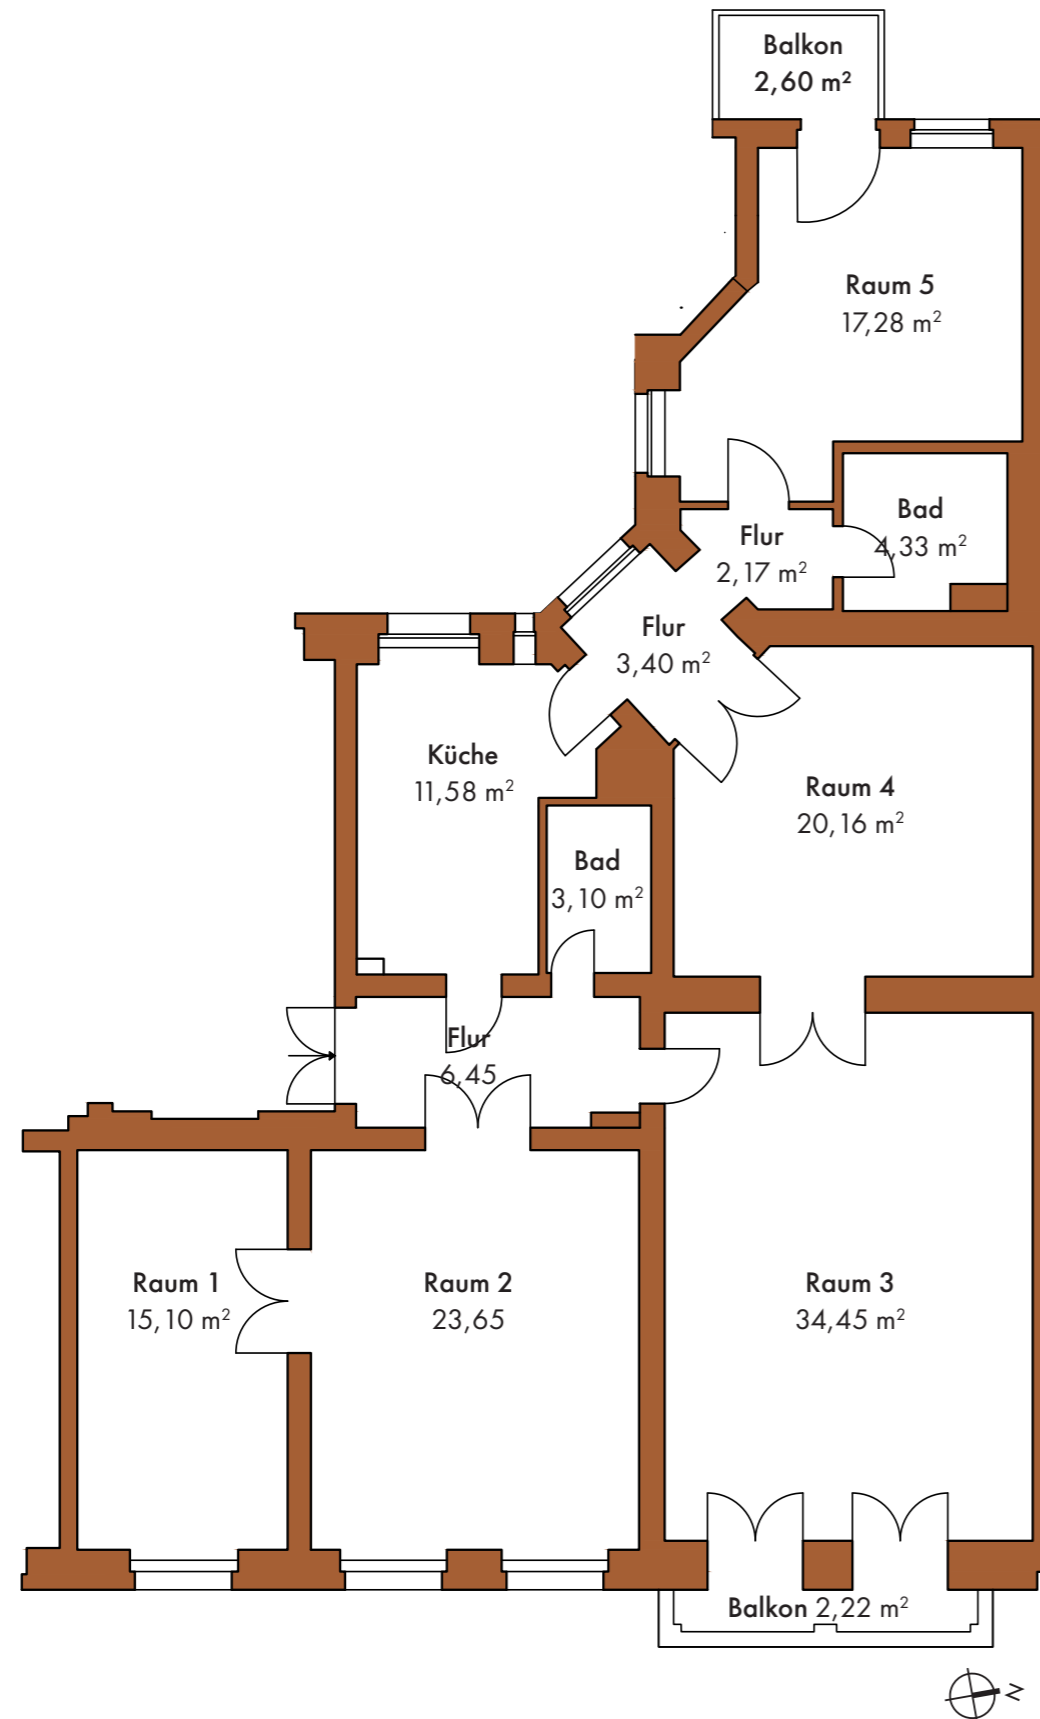 Balkon
2,60 m²
Raum 5
17,28 m²
Bad
4,33 m²
Flur
2,17 m²
Flur
3,40 m²
Küche
11,58 m²
Raum 4
20,16 m²
Bad
3,10 m²
Flur
6,45
Raum 1
15,10 m²
Raum 2
23,65
Raum 3
34,45 m²
Balkon 2,22 m²
N